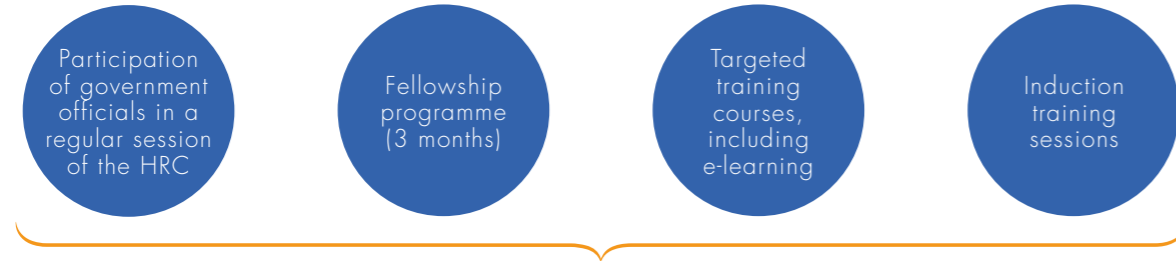 Participation
of government
officials in a
regular session
of the HRC
Fellowship
programme
(3 months)
Targeted
training
courses,
including
e-learning
Induction
training
sessions